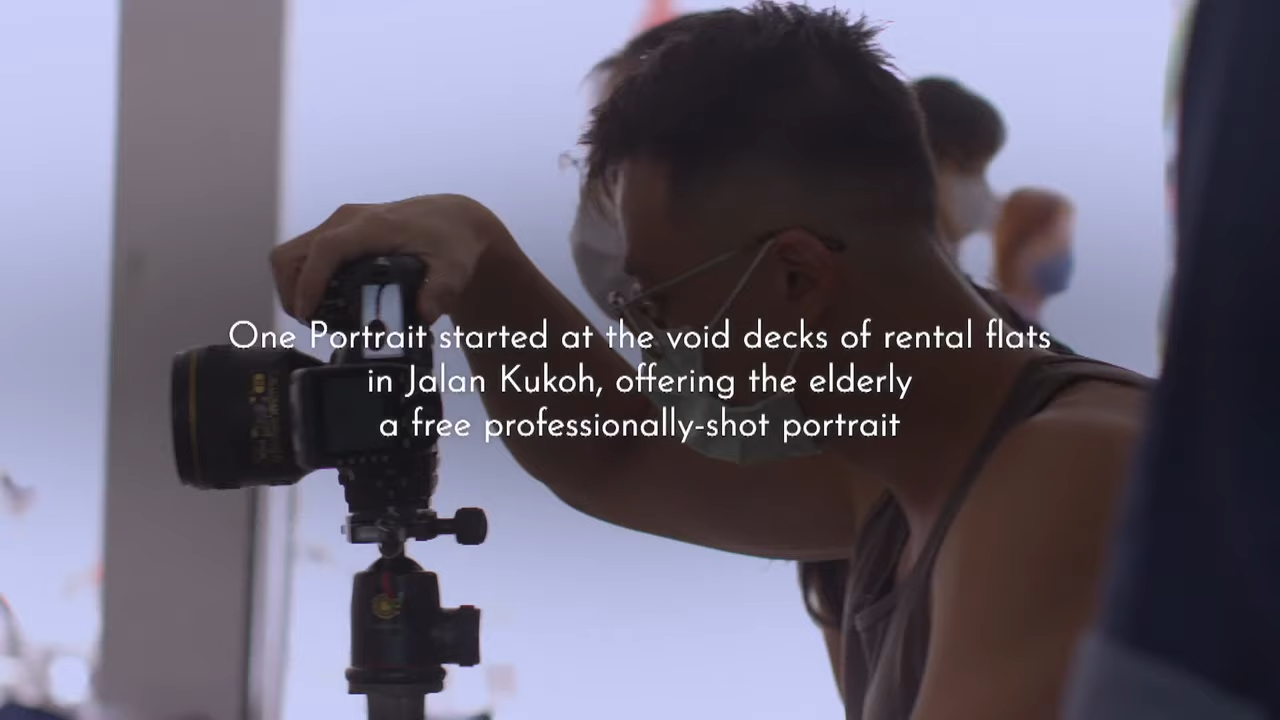 One Portrait started at the void decks of rental flats
in Jalan Kukoh, offering the elderly
a free professionally-shot portrait